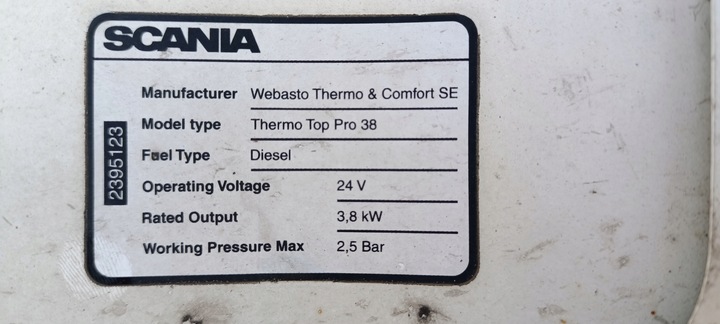 SCANIA
Manufacturer Webasto Thermo & Comfort SE
Model type Thermo Top Pro 38
Fuel Type Diesel
Operating Voltage 24 V
Rated Output 3,8 kW
Working Pressure Max 2,5 Bar
2395123